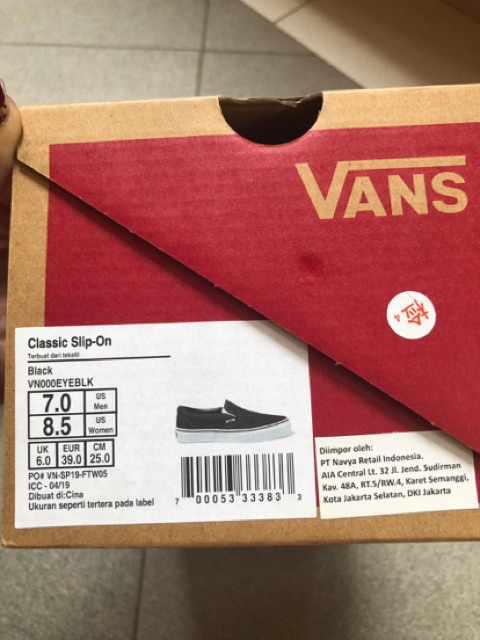 VANS
Classic Slip-On
Terbuat dari tekstil
Black
VN000EYEBLK
7.0 US Men
8.5 US Women
UK 6.0 EUR 39.0 CM 25.0
PO# VN-SP19-FTW05
ICC - 04/19
Dibuat di:Cina
Ukuran seperti tertera pada label
7 00053 33383 3
Diimpor oleh:
PT Navya Retail Indonesia.
AIA Central Lt. 32 Jl. Jend. Sudirman
Kav. 48A, RT.5/RW.4, Karet Semanggi,
Kota Jakarta Selatan, DKI Jakarta